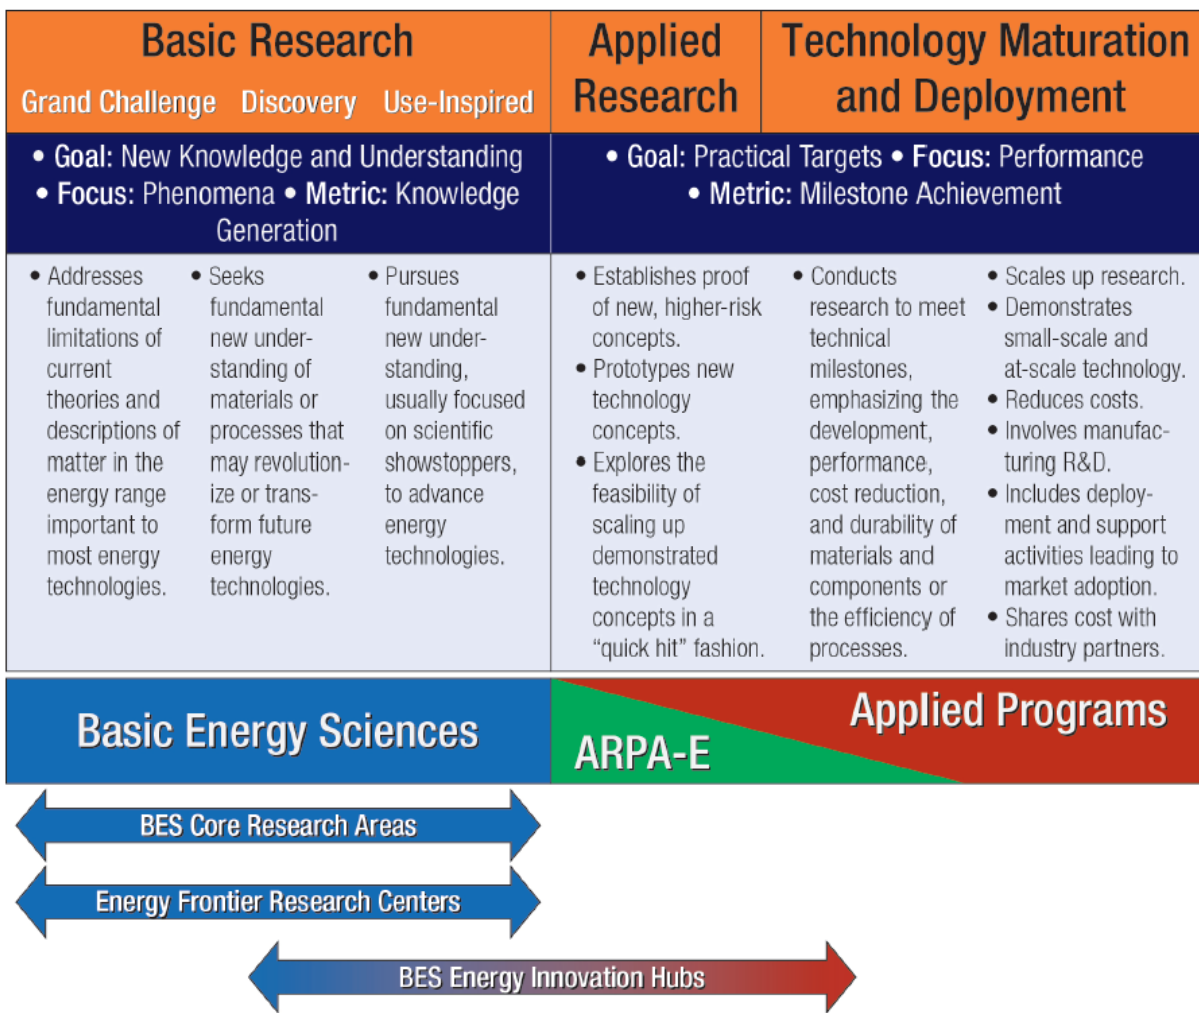 Basic Research
Grand Challenge Discovery Use-Inspired
Applied
Research
Technology Maturation
and Deployment
• Goal: New Knowledge and Understanding
• Focus: Phenomena • Metric: Knowledge
Generation
• Goal: Practical Targets • Focus: Performance
• Metric: Milestone Achievement
• Addresses
fundamental
limitations of
current
theories and
descriptions of
matter in the
energy range
important to
most energy
technologies.
• Seeks
fundamental
new under-
standing of
materials or
processes that
may revolution-
ize or trans-
form future
energy
technologies.
• Pursues
fundamental
new under-
standing,
usually focused
on scientific
showstoppers,
to advance
energy
technologies.
• Establishes proof
of new, higher-risk
concepts.
• Prototypes new
technology
concepts.
• Explores the
feasibility of
scaling up
demonstrated
technology
concepts in a
“quick hit” fashion.
• Conducts
research to meet
technical
milestones,
emphasizing the
development,
performance,
cost reduction,
and durability of
materials and
components or
the efficiency of
processes.
• Scales up research.
• Demonstrates
small-scale and
at-scale technology.
• Reduces costs.
• Involves manufac-
turing R&D.
• Includes deploy-
ment and support
activities leading to
market adoption.
• Shares cost with
industry partners.
Basic Energy Sciences
ARPA-E
Applied Programs
BES Core Research Areas
Energy Frontier Research Centers
BES Energy Innovation Hubs